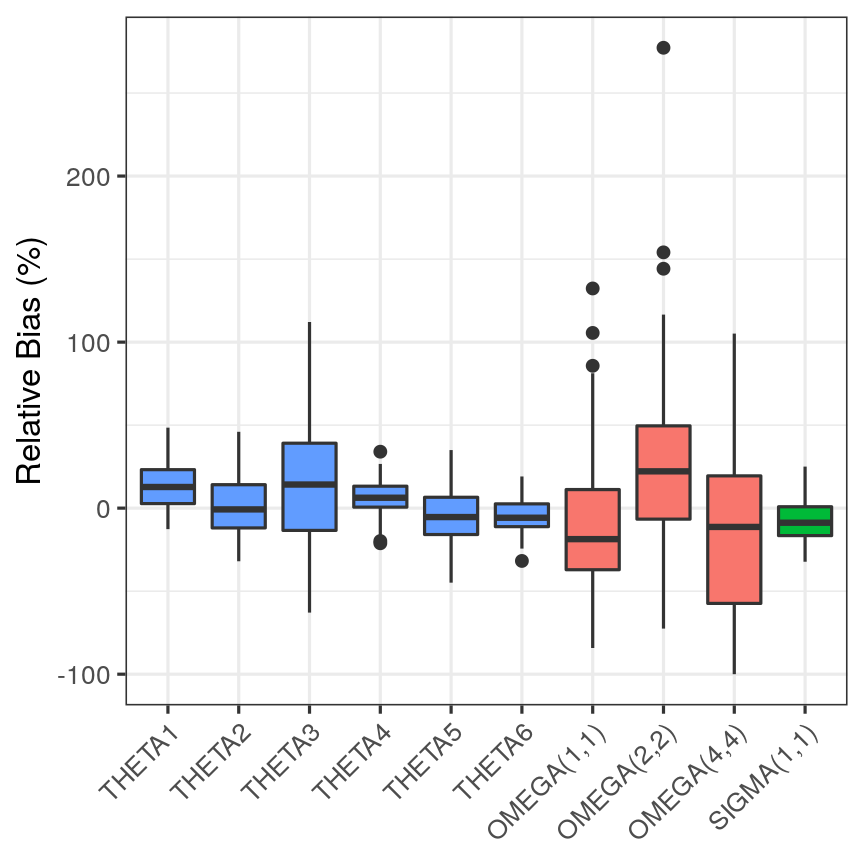 Relative Bias (%)
200
100
0
-100
THETA1
THETA2
THETA3
THETA4
THETA5
THETA6
OMEGA(1,1)
OMEGA(2,2)
OMEGA(4,4)
SIGMA(1,1)